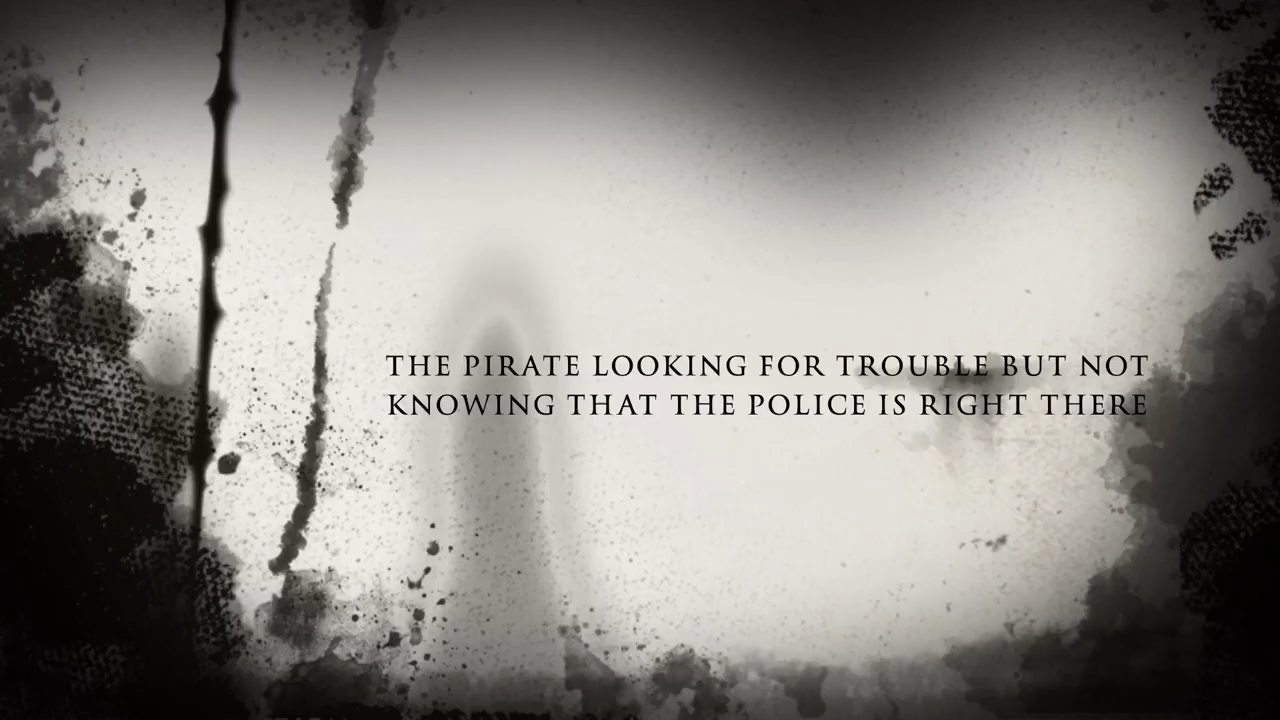 THE PIRATE LOOKING FOR TROUBLE BUT NOT
KNOWING THAT THE POLICE IS RIGHT THERE